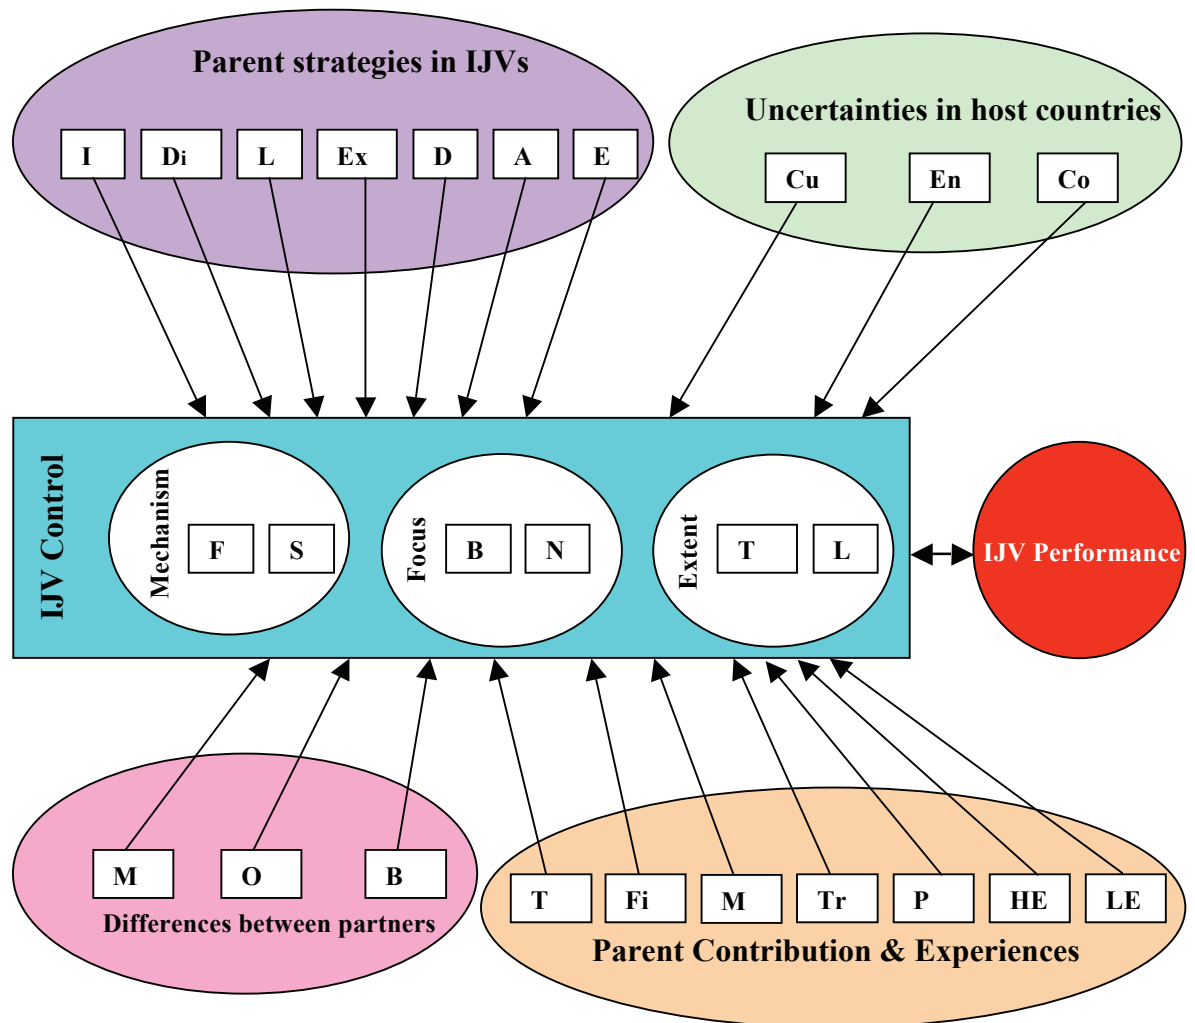 Parent strategies in IJVs
I Di L Ex D A E
Uncertainties in host countries
Cu En Co
IJV Control
Mechanism
F S
Focus
B N
Extent
T L
IJV Performance
M O B
Differences between partners
T Fi M Tr P HE LE
Parent Contribution & Experiences